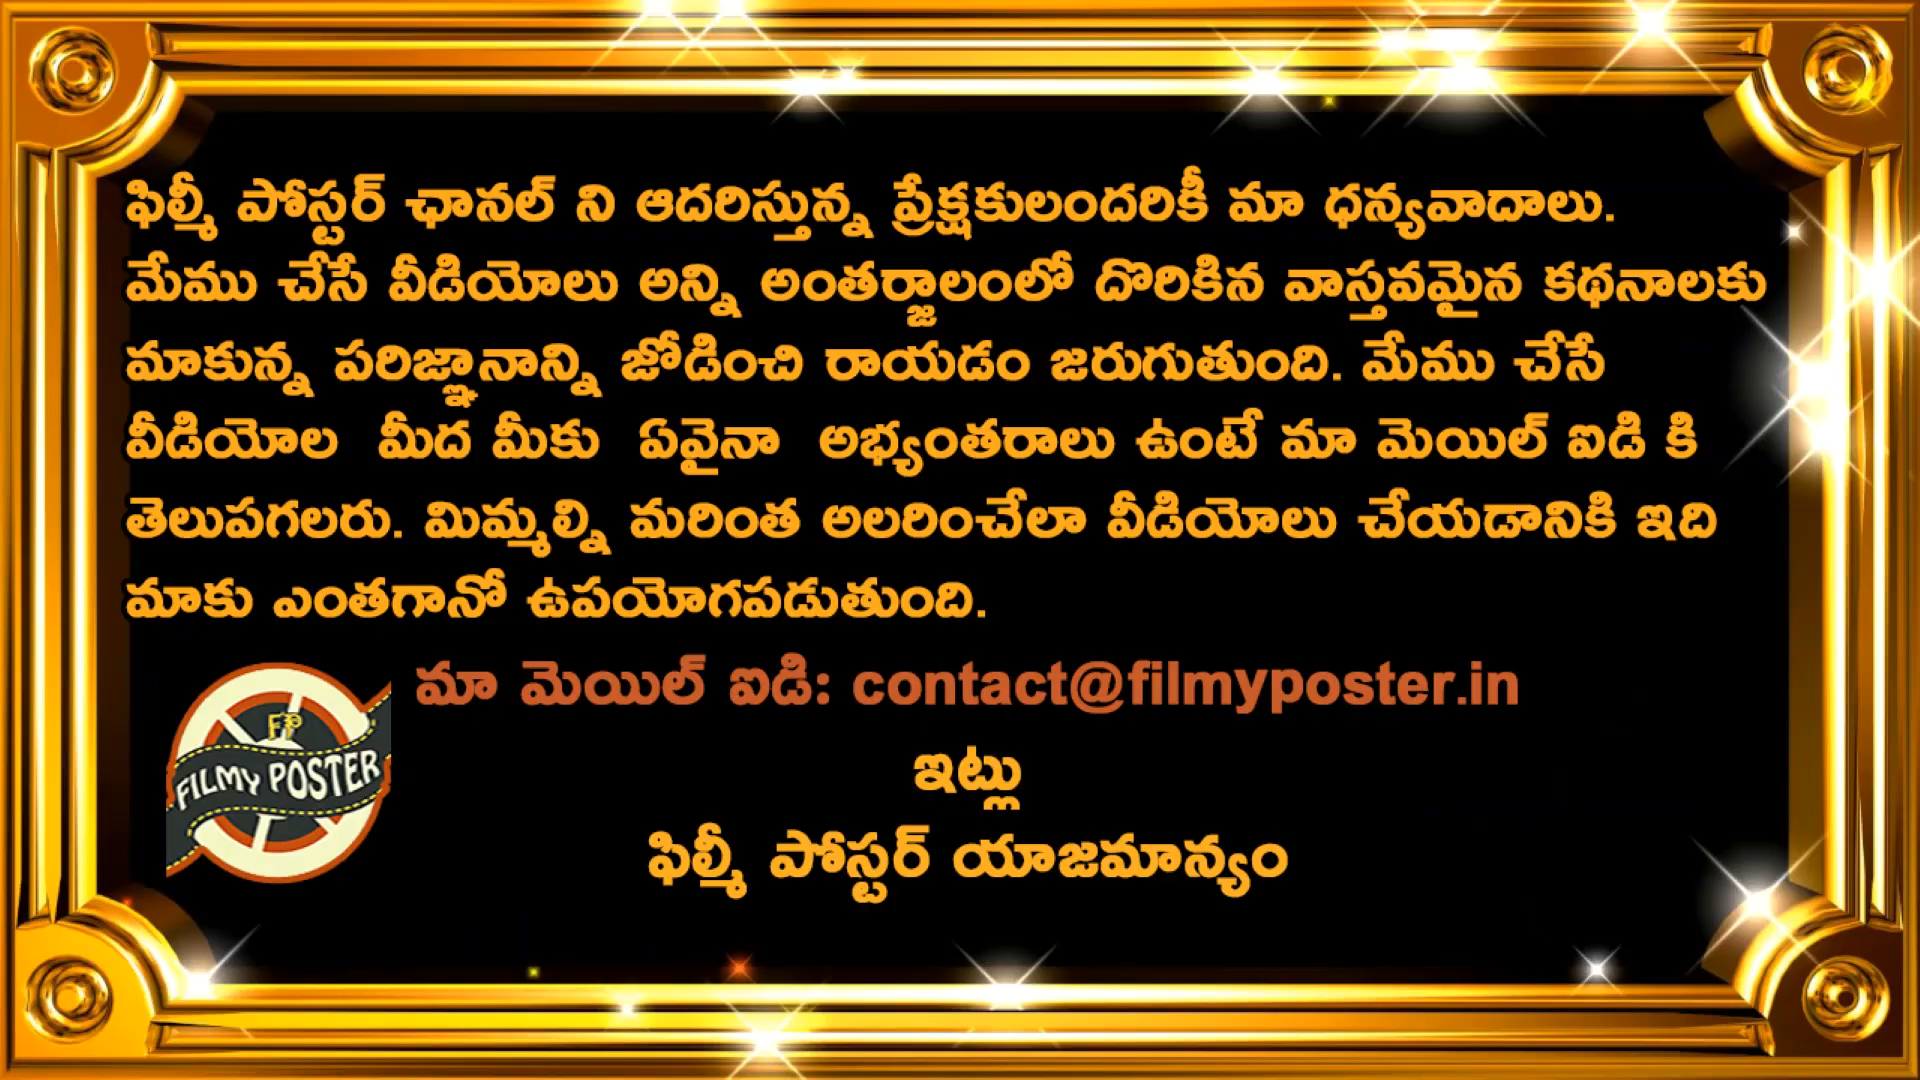 ఫిల్మీ పోస్టర్ ఛానల్ ని ఆదరిస్తున్న ప్రేక్షకులందరికీ మా ధన్యవాదాలు.
మేము చేసే వీడియోలు అన్ని అంతర్జాలంలో దొరికిన వాస్తవమైన కథనాలకు
మాకున్న పరిజ్ఞానాన్ని జోడించి రాయడం జరుగుతుంది. మేము చేసే
వీడియోల మీద మీకు ఏవైనా అభ్యంతరాలు ఉంటే మా మెయిల్ ఐడి కి
తెలుపగలరు. మిమ్మల్ని మరింత అలరించేలా వీడియోలు చేయడానికి ఇది
మాకు ఎంతగానో ఉపయోగపడుతుంది.
మా మెయిల్ ఐడి: contact@filmyposter.in
FP
FILMY POSTER
ఇట్లు
ఫిల్మీ పోస్టర్ యాజమాన్యం